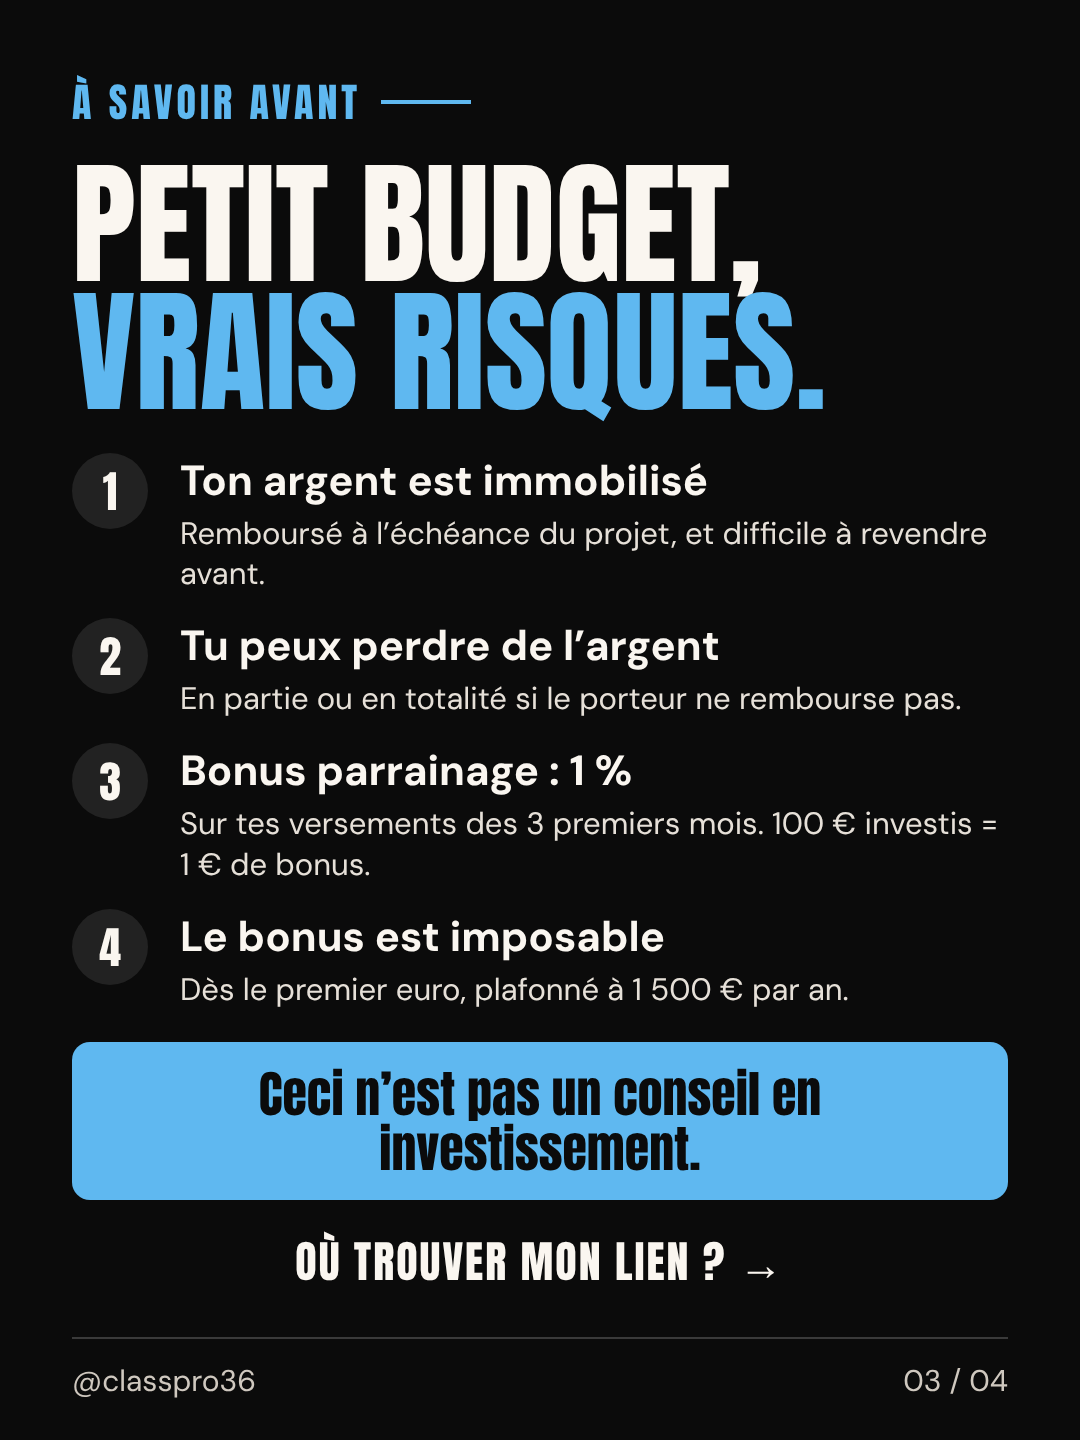 À SAVOIR AVANT
PETIT BUDGET,
VRAIS RISQUES.
1 Ton argent est immobilisé
Remboursé à l’échéance du projet, et difficile à revendre
avant.
2 Tu peux perdre de l’argent
En partie ou en totalité si le porteur ne rembourse pas.
3 Bonus parrainage : 1 %
Sur tes versements des 3 premiers mois. 100 € investis =
1 € de bonus.
4 Le bonus est imposable
Dès le premier euro, plafonné à 1 500 € par an.
Ceci n’est pas un conseil en
investissement.
OÙ TROUVER MON LIEN ? →
@classpro36 03 / 04